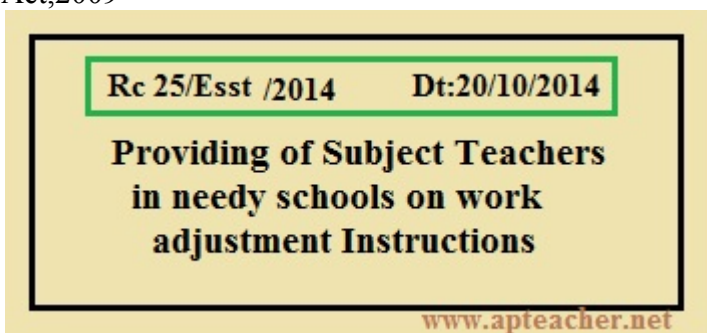 Act,2009
Rc 25/Esst /2014 Dt:20/10/2014
Providing of Subject Teachers
in needy schools on work
adjustment Instructions
www.apteacher.net